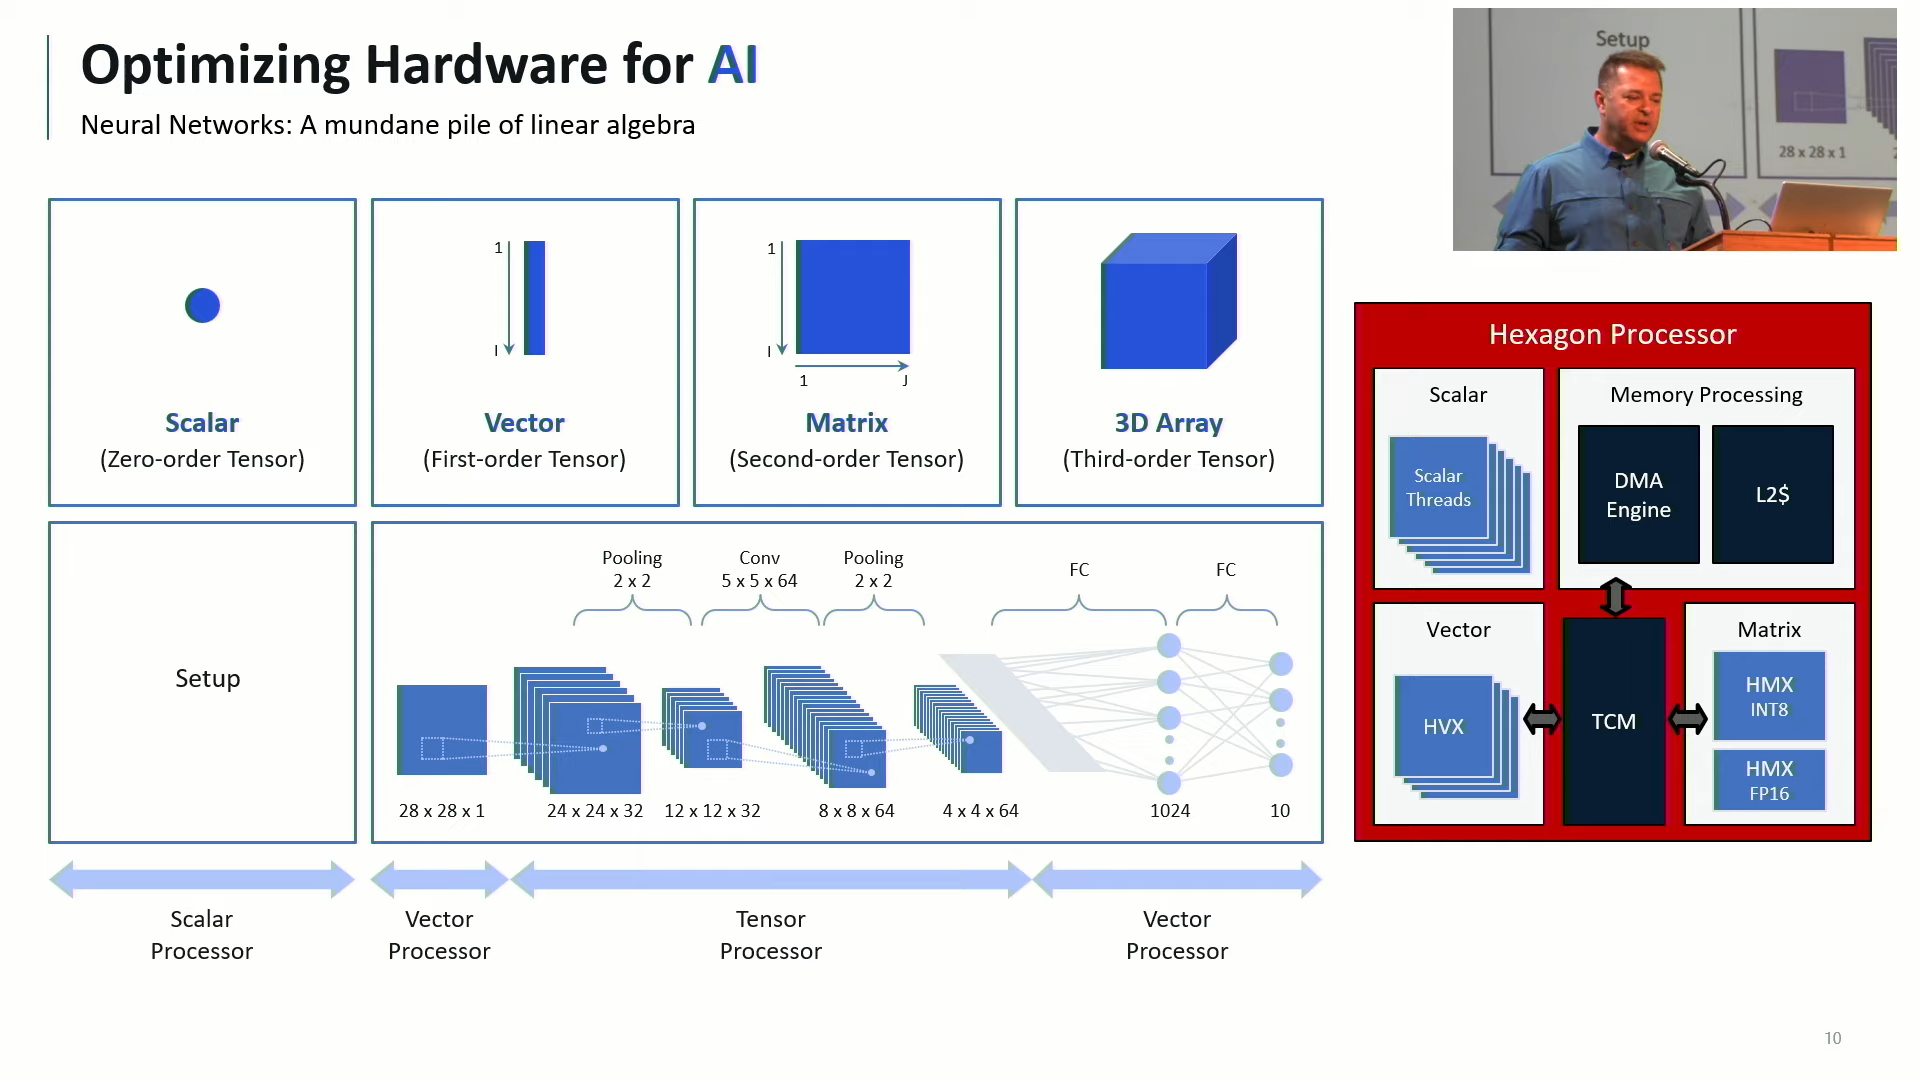 Optimizing Hardware for AI
Neural Networks: A mundane pile of linear algebra
Setup
28 x 28 x 1
Scalar
(Zero-order Tensor)
1
I
Vector
(First-order Tensor)
1
I
1
J
Matrix
(Second-order Tensor)
3D Array
(Third-order Tensor)
Setup
Pooling
2 x 2
Conv
5 x 5 x 64
Pooling
2 x 2
FC
FC
28 x 28 x 1
24 x 24 x 32
12 x 12 x 32
8 x 8 x 64
4 x 4 x 64
1024
10
Scalar
Processor
Vector
Processor
Tensor
Processor
Vector
Processor
Hexagon Processor
Scalar
Scalar
Threads
Memory Processing
DMA
Engine
L2$
Vector
HVX
TCM
Matrix
HMX
INT8
HMX
FP16
10